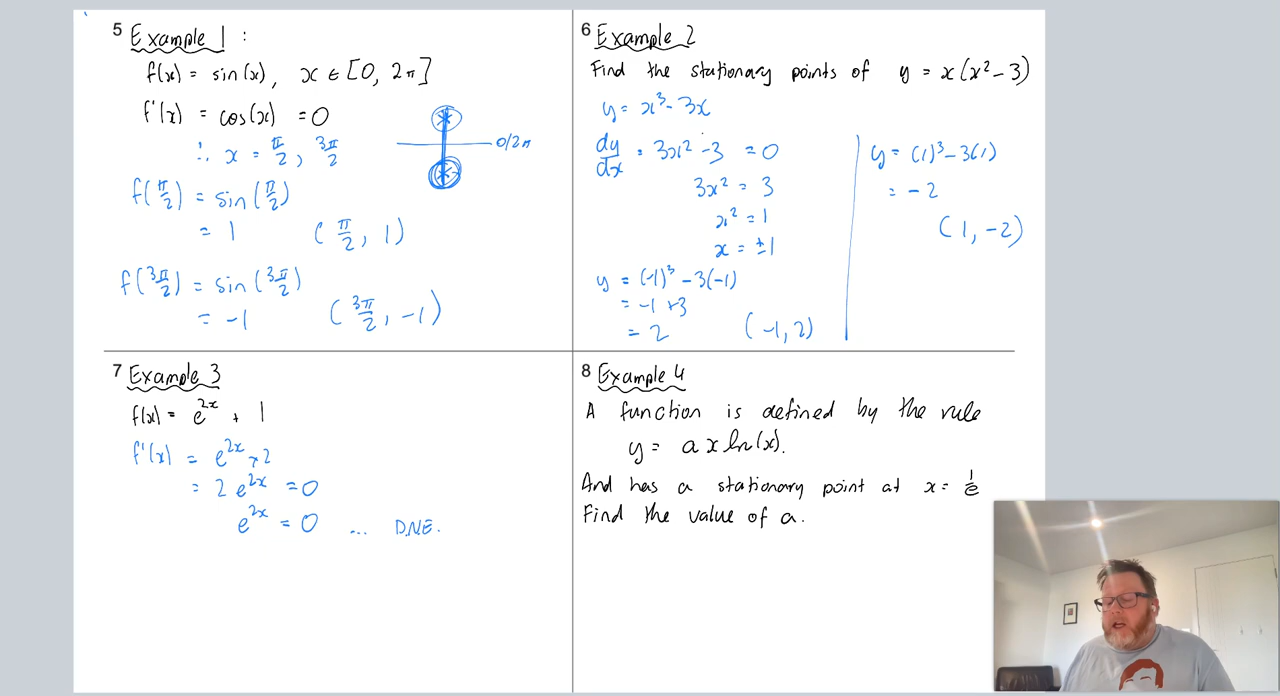 5 Example 1 :
f(x) = sin(x), x ∈ [0, 2π]
f'(x) = cos(x) = 0
∴ x = π/2, 3π/2
0/2π
f(π/2) = sin(π/2)
= 1 (π/2, 1)
f(3π/2) = sin(3π/2)
= -1 (3π/2, -1)
6 Example 2
Find the stationary points of y = x(x² - 3)
y = x³ - 3x
dy/dx = 3x² - 3 = 0
3x² = 3
x² = 1
x = ±1
y = (-1)³ - 3(-1)
= -1 + 3
= 2 (-1, 2)
y = (1)³ - 3(1)
= -2
(1, -2)
7 Example 3
f(x) = e^2x + 1
f'(x) = e^2x × 2
= 2 e^2x = 0
e^2x = 0 ... D.N.E.
8 Example 4
A function is defined by the rule
y = a x ln(x).
And has a stationary point at x = 1/e
Find the value of a.